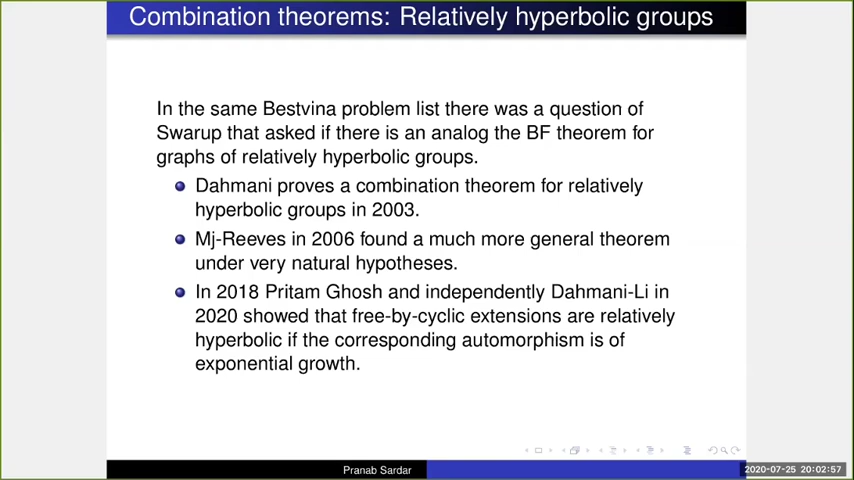 Combination theorems: Relatively hyperbolic groups
In the same Bestvina problem list there was a question of
Swarup that asked if there is an analog the BF theorem for
graphs of relatively hyperbolic groups.
Dahmani proves a combination theorem for relatively
hyperbolic groups in 2003.
Mj-Reeves in 2006 found a much more general theorem
under very natural hypotheses.
In 2018 Pritam Ghosh and independently Dahmani-Li in
2020 showed that free-by-cyclic extensions are relatively
hyperbolic if the corresponding automorphism is of
exponential growth.
Pranab Sardar
2020-07-25 20:02:57